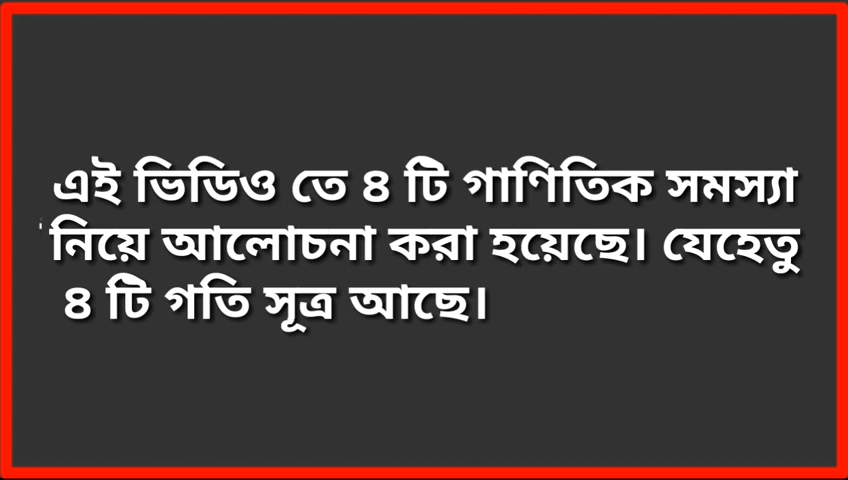 এই ভিডিও তে ৪ টি গাণিতিক সমস্যা
নিয়ে আলোচনা করা হয়েছে। যেহেতু
৪ টি গতি সূত্র আছে।